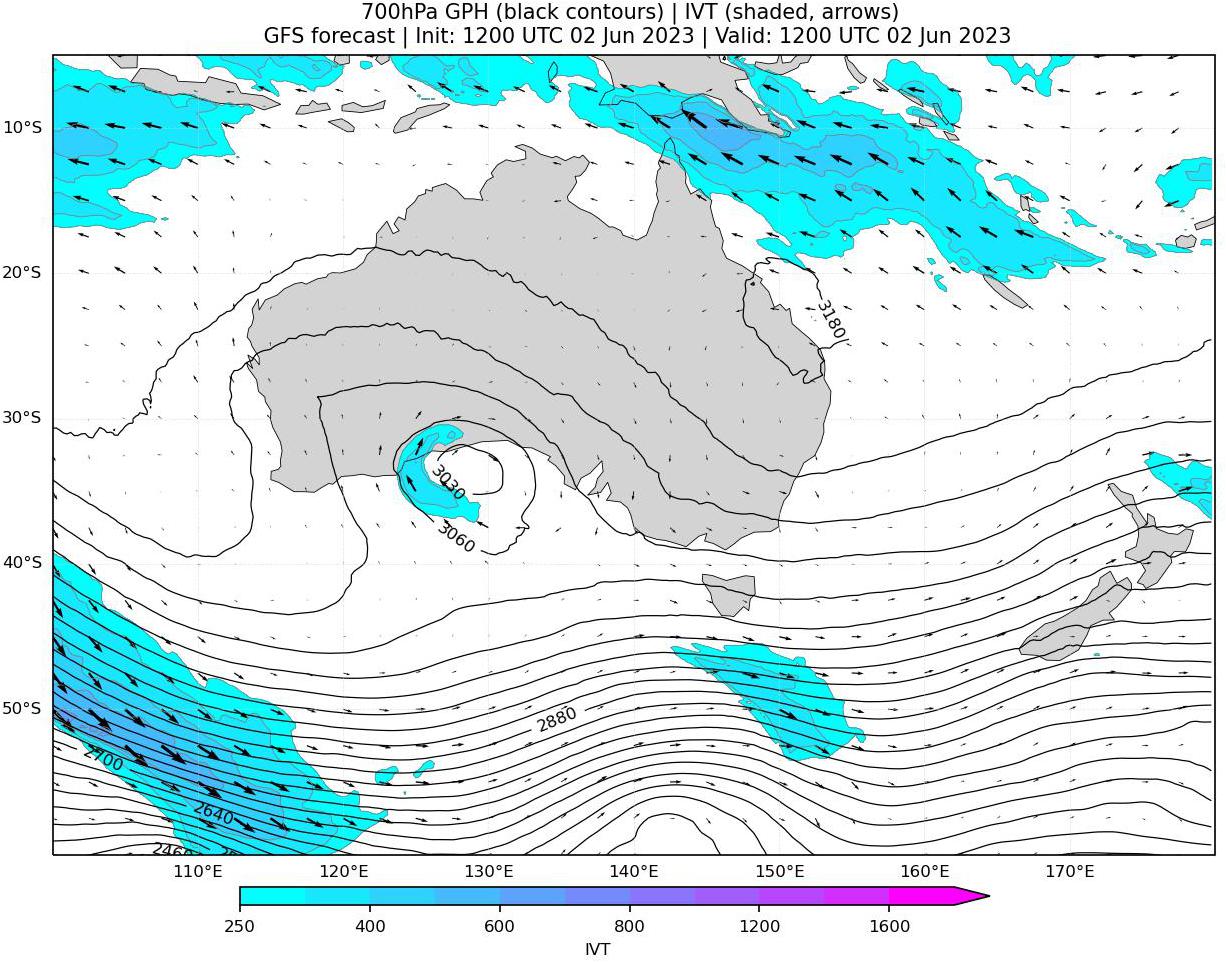 700hPa GPH (black contours) | IVT (shaded, arrows)
GFS forecast | Init: 1200 UTC 02 Jun 2023 | Valid: 1200 UTC 02 Jun 2023
10°S
20°S
3180
30°S
3030
3060
40°S
50°S
2880
2700
2640
2460
110°E 120°E 130°E 140°E 150°E 160°E 170°E
250 400 600 800 1200 1600
IVT